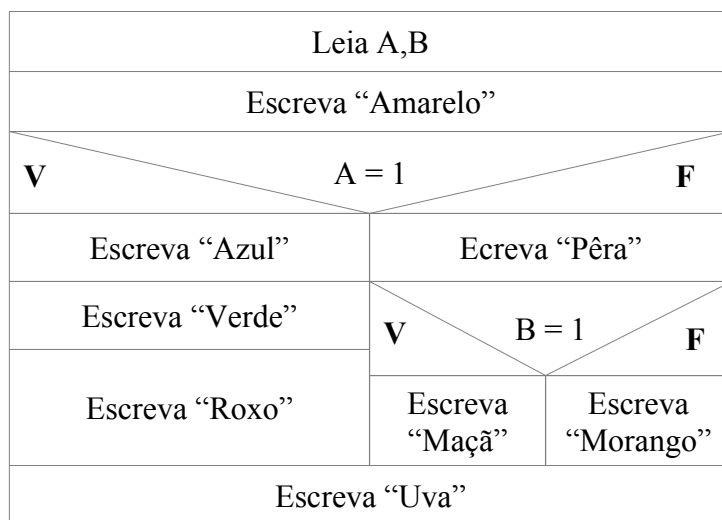 Leia A,B
Escreva “Amarelo”
V
A = 1
F
Escreva “Azul”
Ecreva “Pêra”
Escreva “Verde”
V
B = 1
F
Escreva “Roxo”
Escreva
“Maçã”
Escreva
“Morango”
Escreva “Uva”